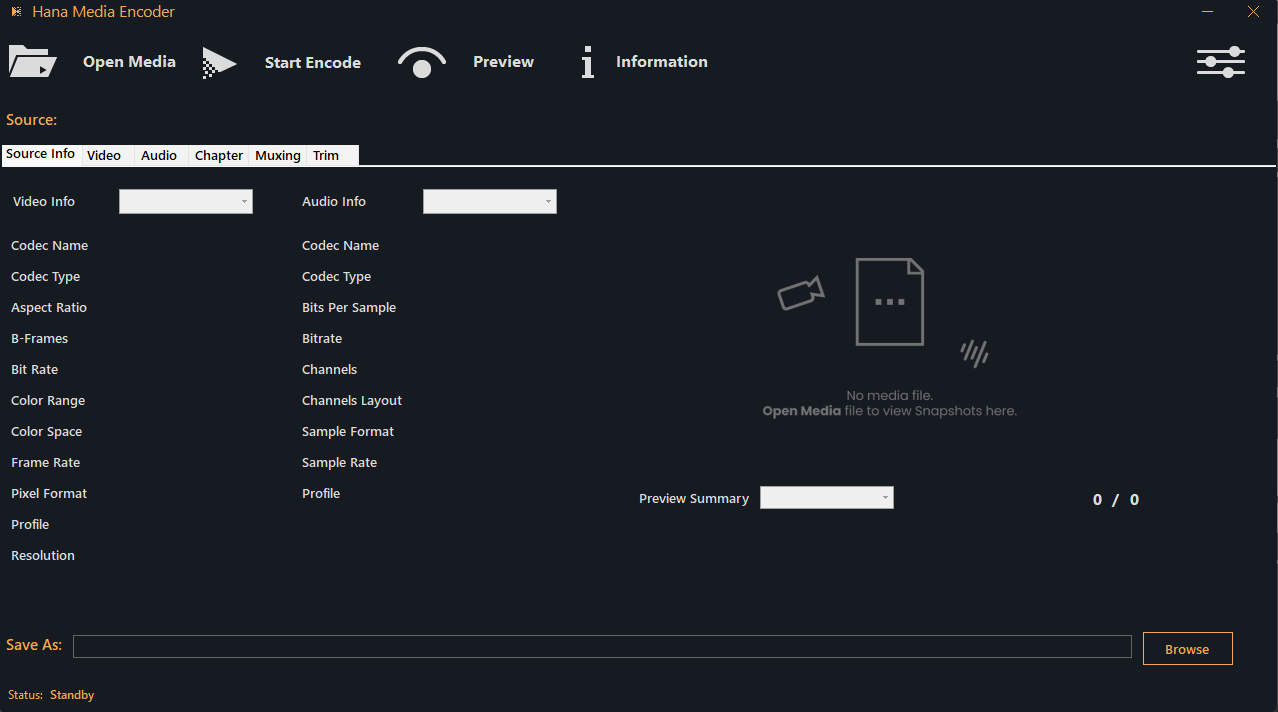 Hana Media Encoder
Open Media Start Encode Preview Information
Source:
Source Info Video Audio Chapter Muxing Trim
Video Info Audio Info
Codec Name Codec Name
Codec Type Codec Type
Aspect Ratio Bits Per Sample
B-Frames Bitrate
Bit Rate Channels
Color Range Channels Layout
Color Space Sample Format
Frame Rate Sample Rate
Pixel Format Profile
Profile
Resolution
No media file.
Open Media file to view Snapshots here.
Preview Summary 0 / 0
Save As: Browse
Status: Standby